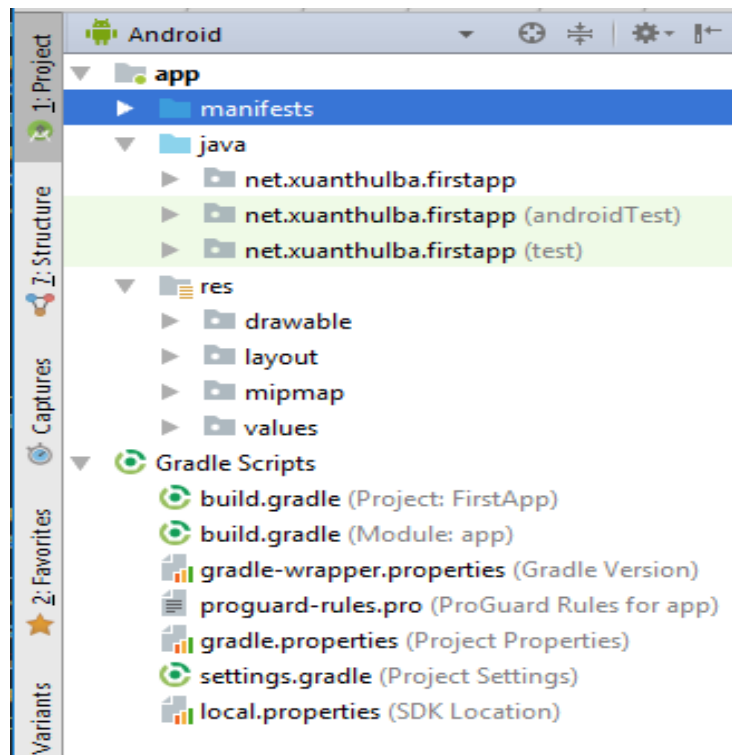 Android
app
manifests
java
net.xuanthulba.firstapp
net.xuanthulba.firstapp (androidTest)
net.xuanthulba.firstapp (test)
res
drawable
layout
mipmap
values
Gradle Scripts
build.gradle (Project: FirstApp)
build.gradle (Module: app)
gradle-wrapper.properties (Gradle Version)
proguard-rules.pro (ProGuard Rules for app)
gradle.properties (Project Properties)
settings.gradle (Project Settings)
local.properties (SDK Location)
1: Project
7: Structure
Captures
2: Favorites
Variants